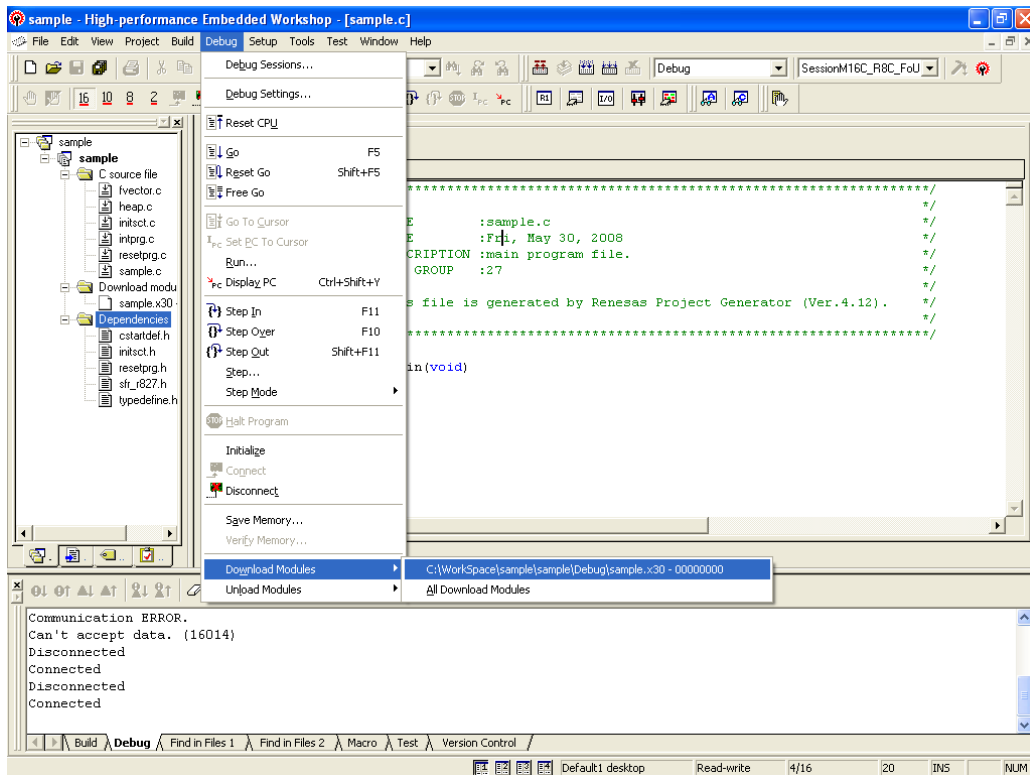 sample - High-performance Embedded Workshop - [sample.c]
File Edit View Project Build Debug Setup Tools Test Window Help
Debug SessionM16C_R8C_FoU
16 10 8 2
Debug Sessions...
Debug Settings...
Reset CPU
Go F5
Reset Go Shift+F5
Free Go
Go To Cursor
Set PC To Cursor
Run...
Display PC Ctrl+Shift+Y
Step In F11
Step Over F10
Step Out Shift+F11
Step...
Step Mode
Halt Program
Initialize
Connect
Disconnect
Save Memory...
Verify Memory...
Download Modules
Unload Modules
C:\WorkSpace\sample\sample\Debug\sample.x30 - 00000000
All Download Modules
sample
sample
C source file
fvector.c
heap.c
initsct.c
intprg.c
resetprg.c
sample.c
Download modu
sample.x30 -
Dependencies
cstartdef.h
initsct.h
resetprg.h
sfr_r827.h
typedefine.h
*/
E :sample.c */
E :Fri, May 30, 2008 */
CRIPTION :main program file. */
GROUP :27 */
*/
s file is generated by Renesas Project Generator (Ver.4.12). */
*/
in(void)
Communication ERROR.
Can't accept data. (16014)
Disconnected
Connected
Disconnected
Connected
Build Debug Find in Files 1 Find in Files 2 Macro Test Version Control
Default1 desktop Read-write 4/16 20 INS NUM